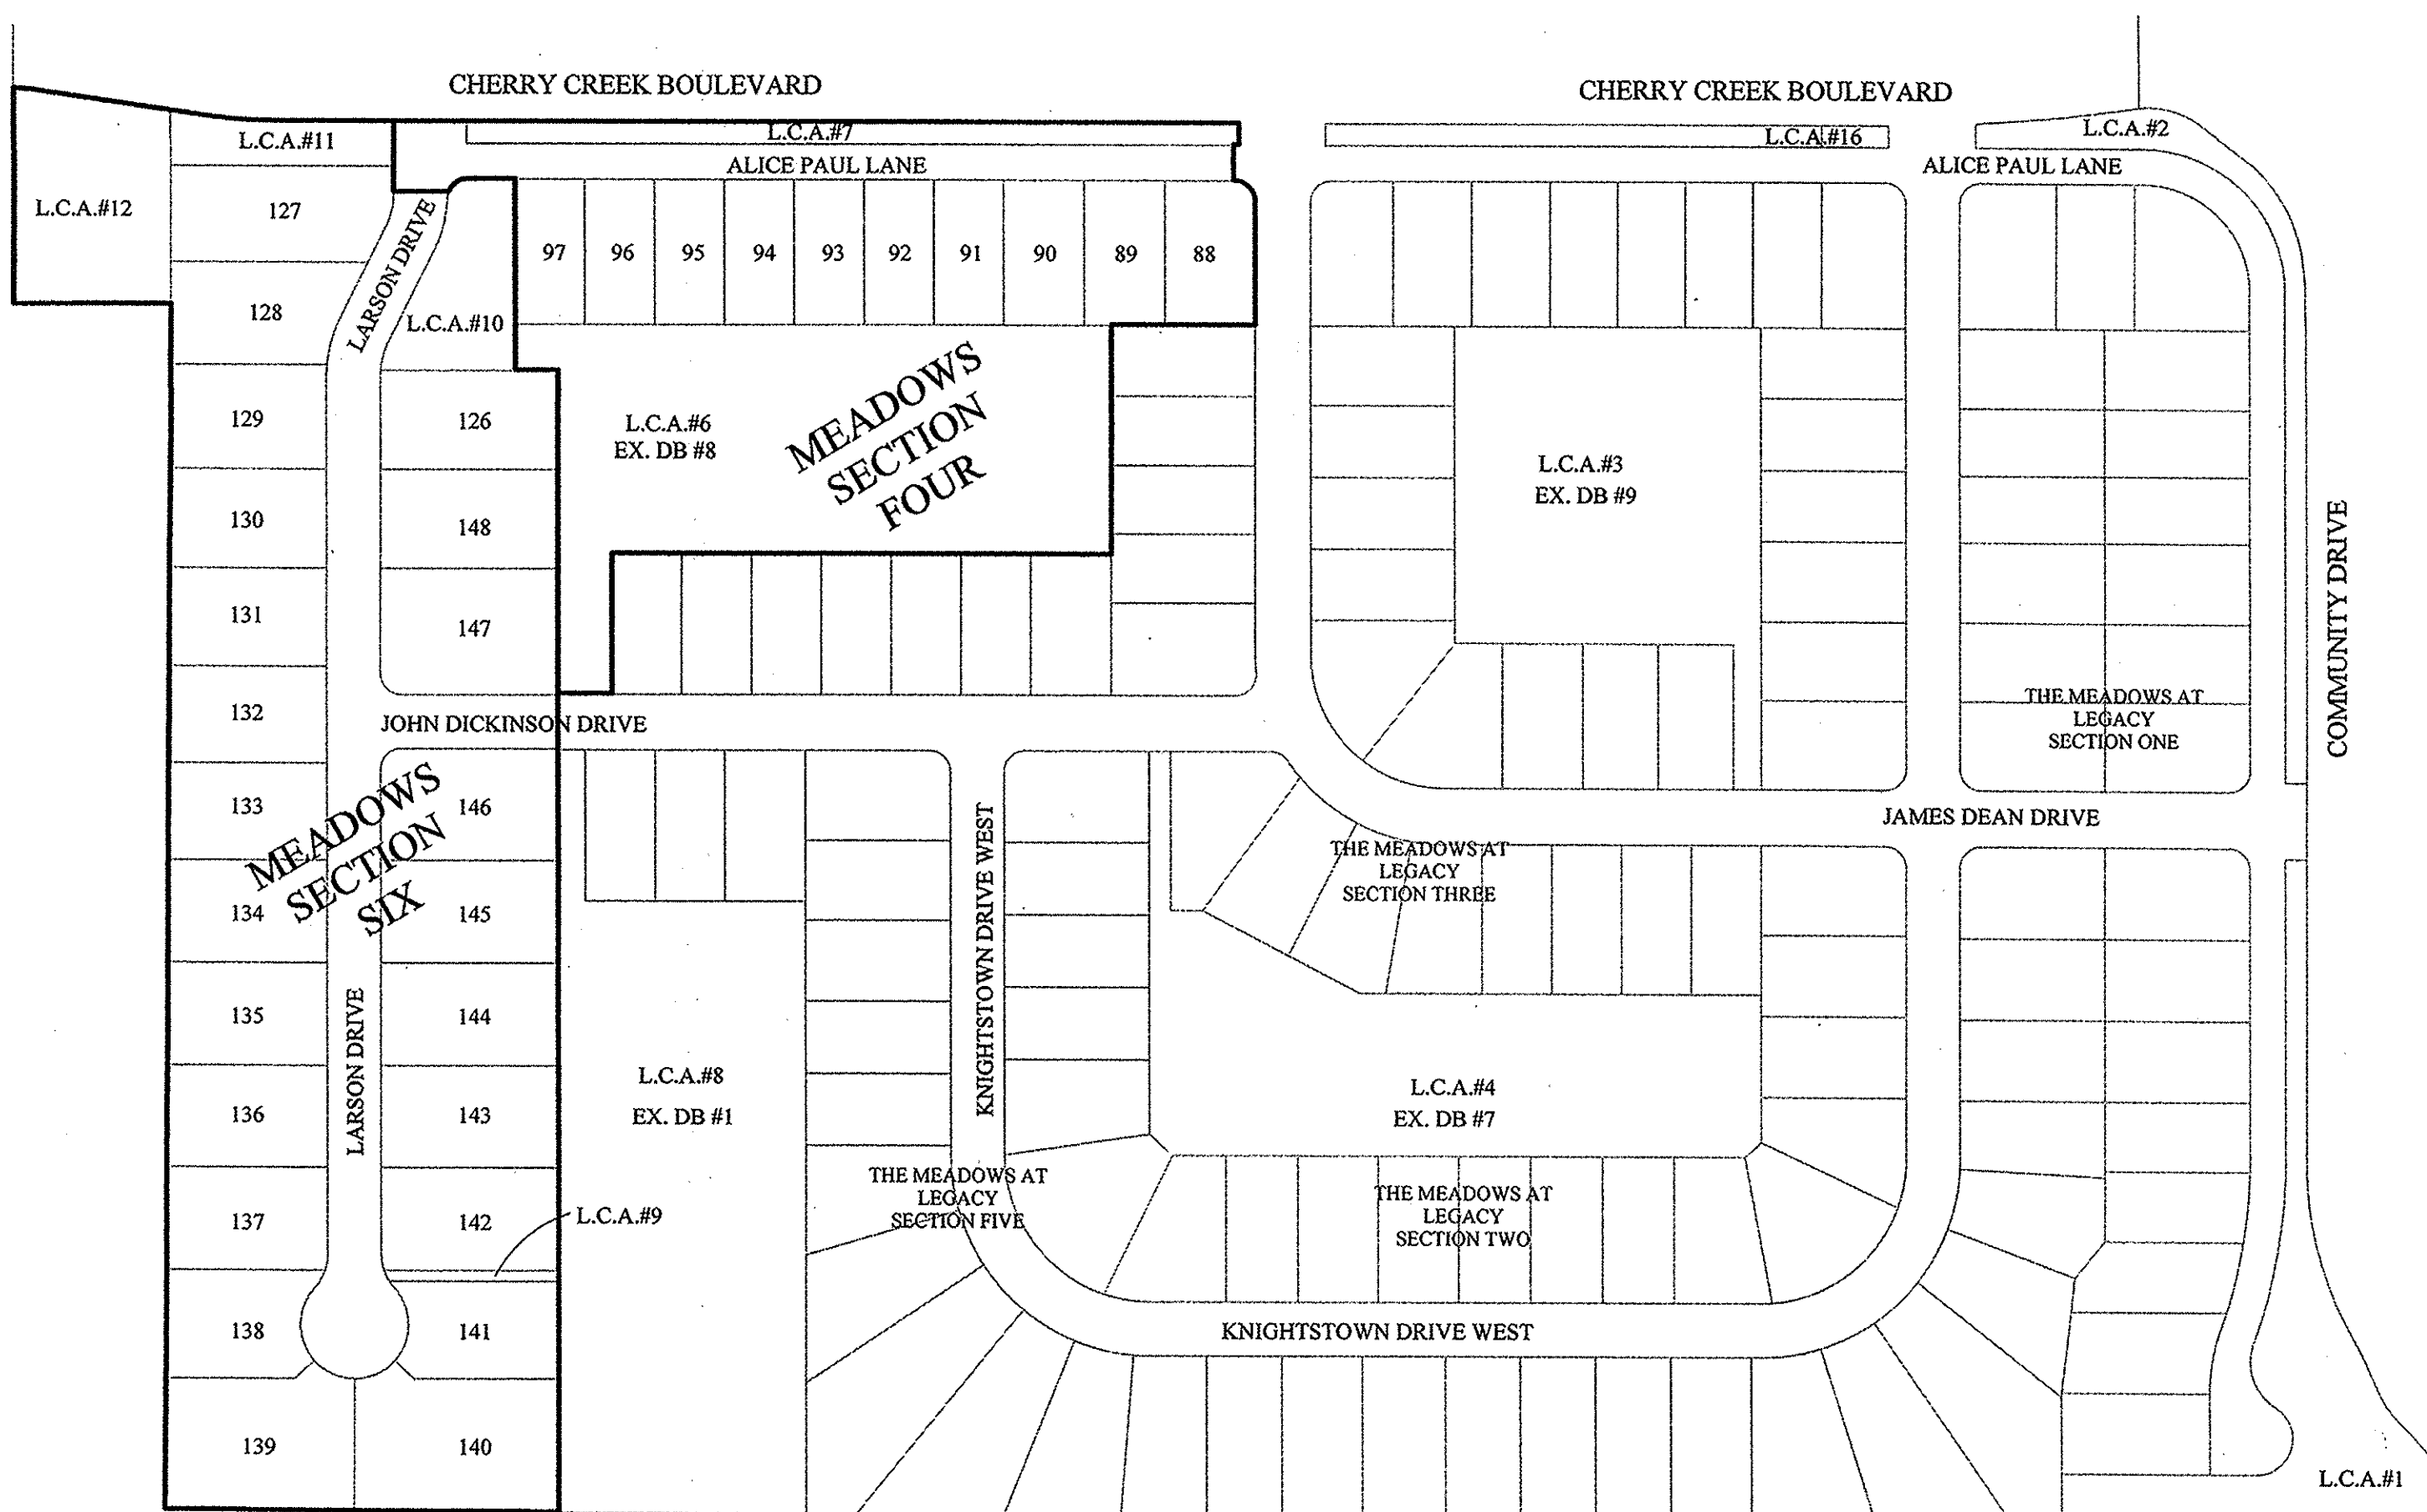 CHERRY CREEK BOULEVARD
CHERRY CREEK BOULEVARD
L.C.A.#7
L.C.A.#16
L.C.A.#2
L.C.A.#11
ALICE PAUL LANE
ALICE PAUL LANE
L.C.A.#12
127
LARSON DRIVE
97
96
95
94
93
92
91
90
89
88
128
L.C.A.#10
129
126
L.C.A.#6
EX. DB #8
MEADOWS
SECTION
FOUR
L.C.A.#3
EX. DB #9
130
148
131
147
COMMUNITY DRIVE
132
JOHN DICKINSON DRIVE
THE MEADOWS AT
LEGACY
SECTION ONE
133
146
MEADOWS
SECTION
SIX
JAMES DEAN DRIVE
THE MEADOWS AT
LEGACY
SECTION THREE
134
145
KNIGHTSTOWN DRIVE WEST
135
144
LARSON DRIVE
L.C.A.#8
EX. DB #1
L.C.A.#4
EX. DB #7
136
143
THE MEADOWS AT
LEGACY
SECTION FIVE
THE MEADOWS AT
LEGACY
SECTION TWO
137
142
L.C.A.#9
138
141
KNIGHTSTOWN DRIVE WEST
139
140
L.C.A.#1